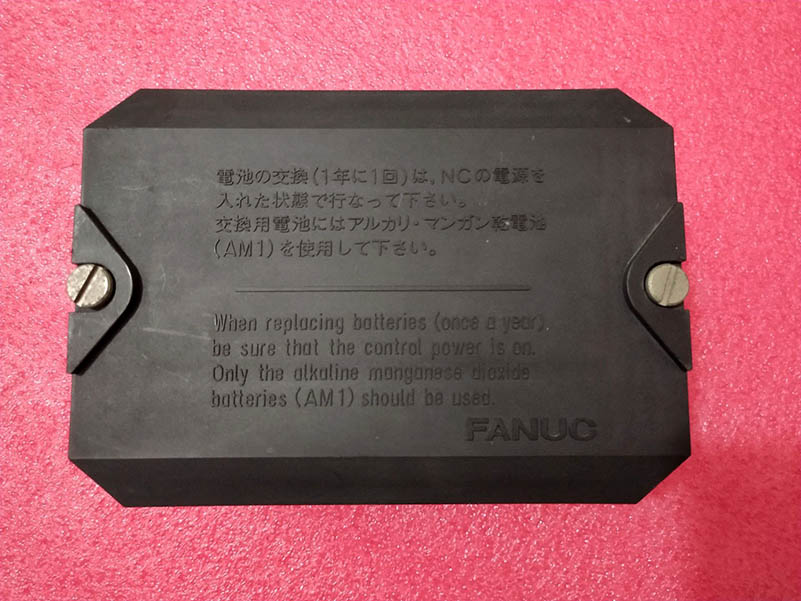 電池の交換(1年に1回)は,NCの電源を
入れた状態で行なって下さい。
交換用電池にはアルカリ・マンガン乾電池
(AM1)を使用して下さい。
When replacing batteries (once a year)
be sure that the control power is on.
Only the alkaline manganese dioxide
batteries (AM1) should be used.
FANUC